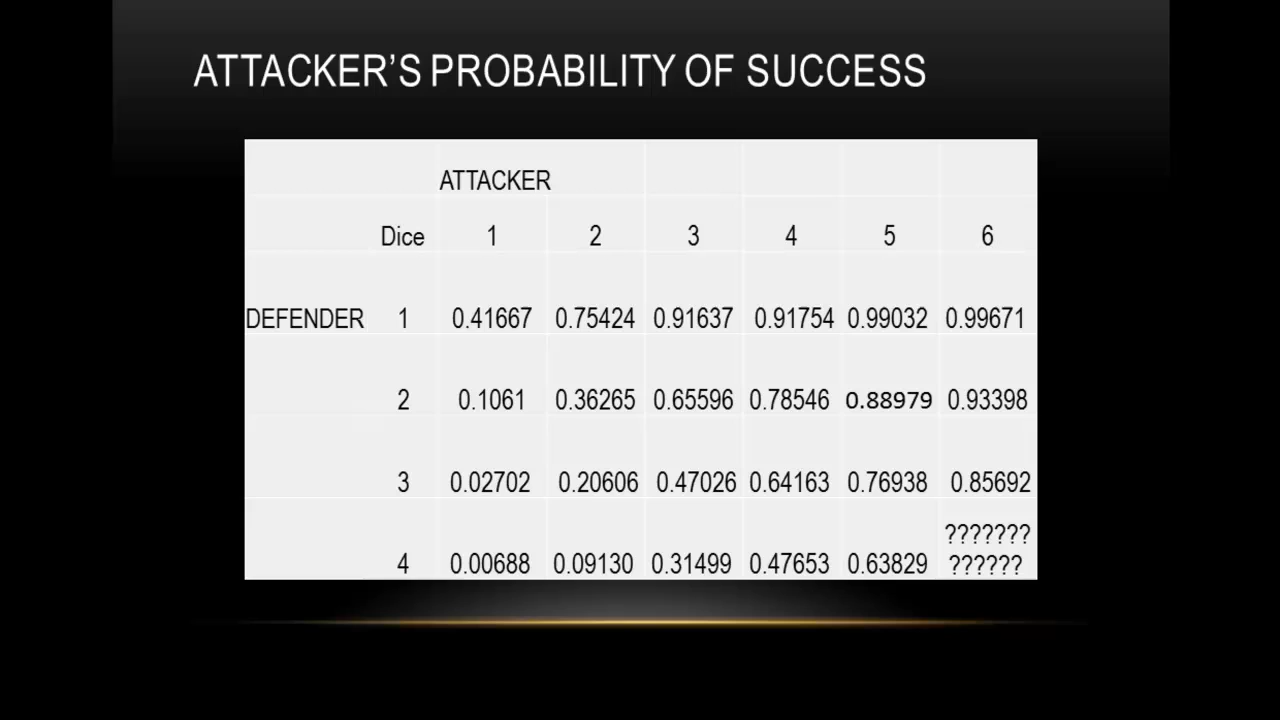 ATTACKER'S PROBABILITY OF SUCCESS
ATTACKER
Dice 1 2 3 4 5 6
DEFENDER 1 0.41667 0.75424 0.91637 0.91754 0.99032 0.99671
2 0.1061 0.36265 0.65596 0.78546 0.88979 0.93398
3 0.02702 0.20606 0.47026 0.64163 0.76938 0.85692
4 0.00688 0.09130 0.31499 0.47653 0.63829 ???????
??????